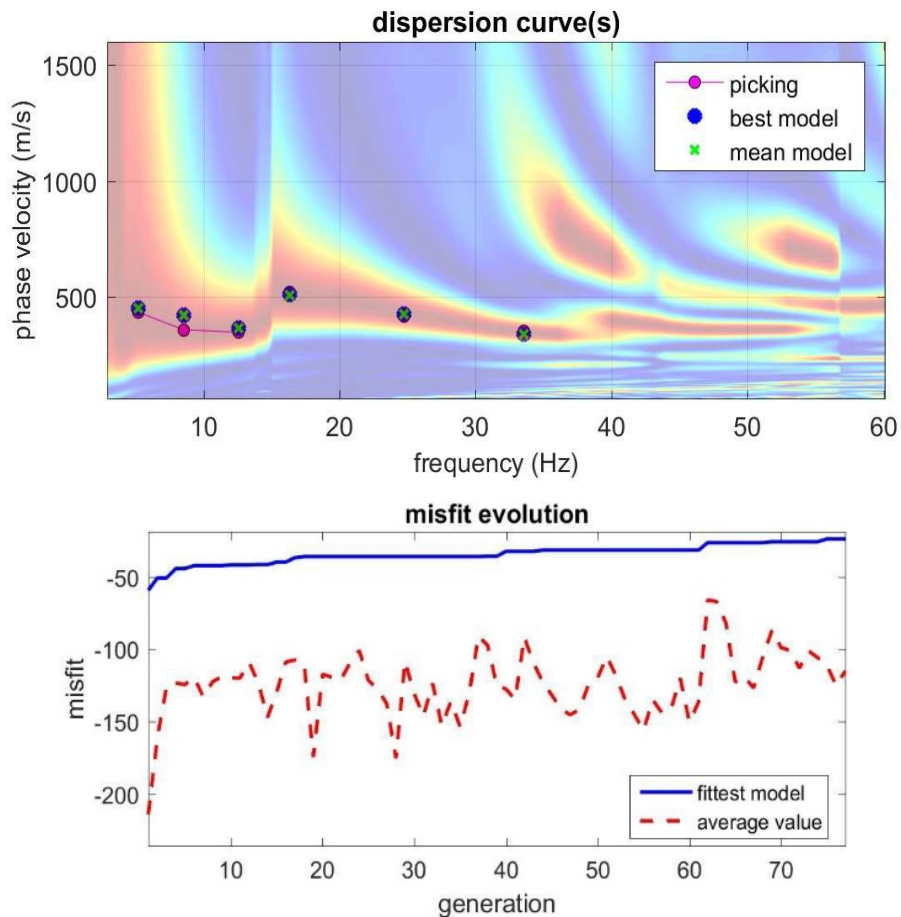 dispersion curve(s)
1500
1000
500
phase velocity (m/s)
picking
best model
mean model
10 20 30 40 50 60
frequency (Hz)
misfit evolution
-50
-100
-150
-200
misfit
fittest model
average value
10 20 30 40 50 60 70
generation